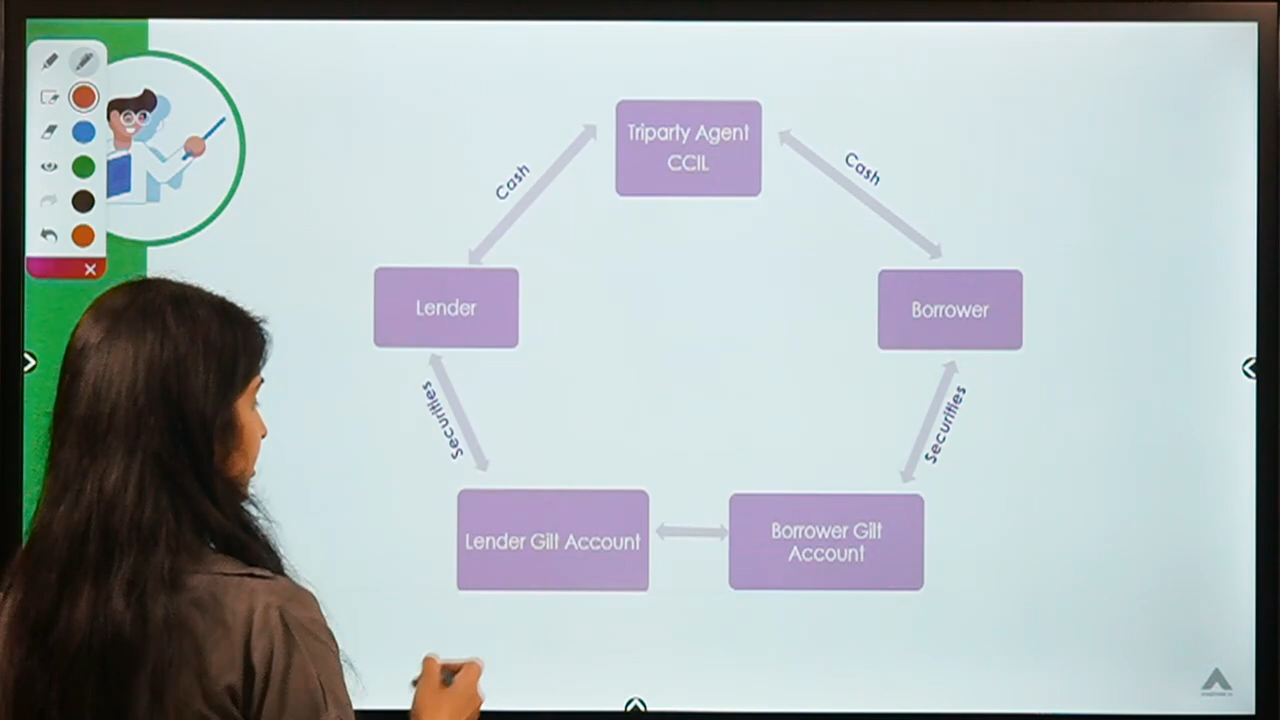 Triparty Agent
CCIL
Cash
Cash
Lender
Borrower
Securities
Securities
Lender Gilt Account
Borrower Gilt
Account